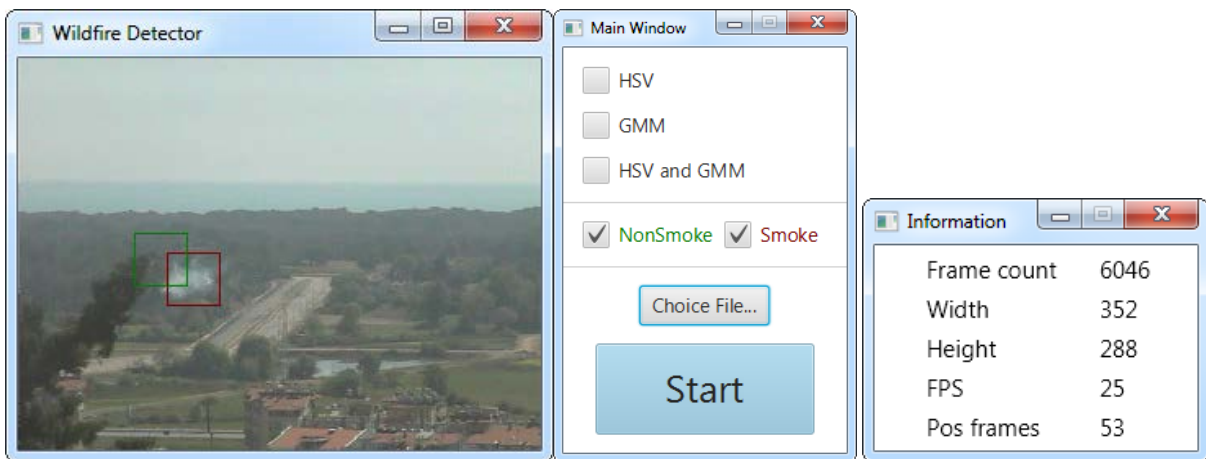 Wildfire Detector
Main Window
HSV
GMM
HSV and GMM
NonSmoke Smoke
Choice File...
Start
Information
Frame count 6046
Width 352
Height 288
FPS 25
Pos frames 53